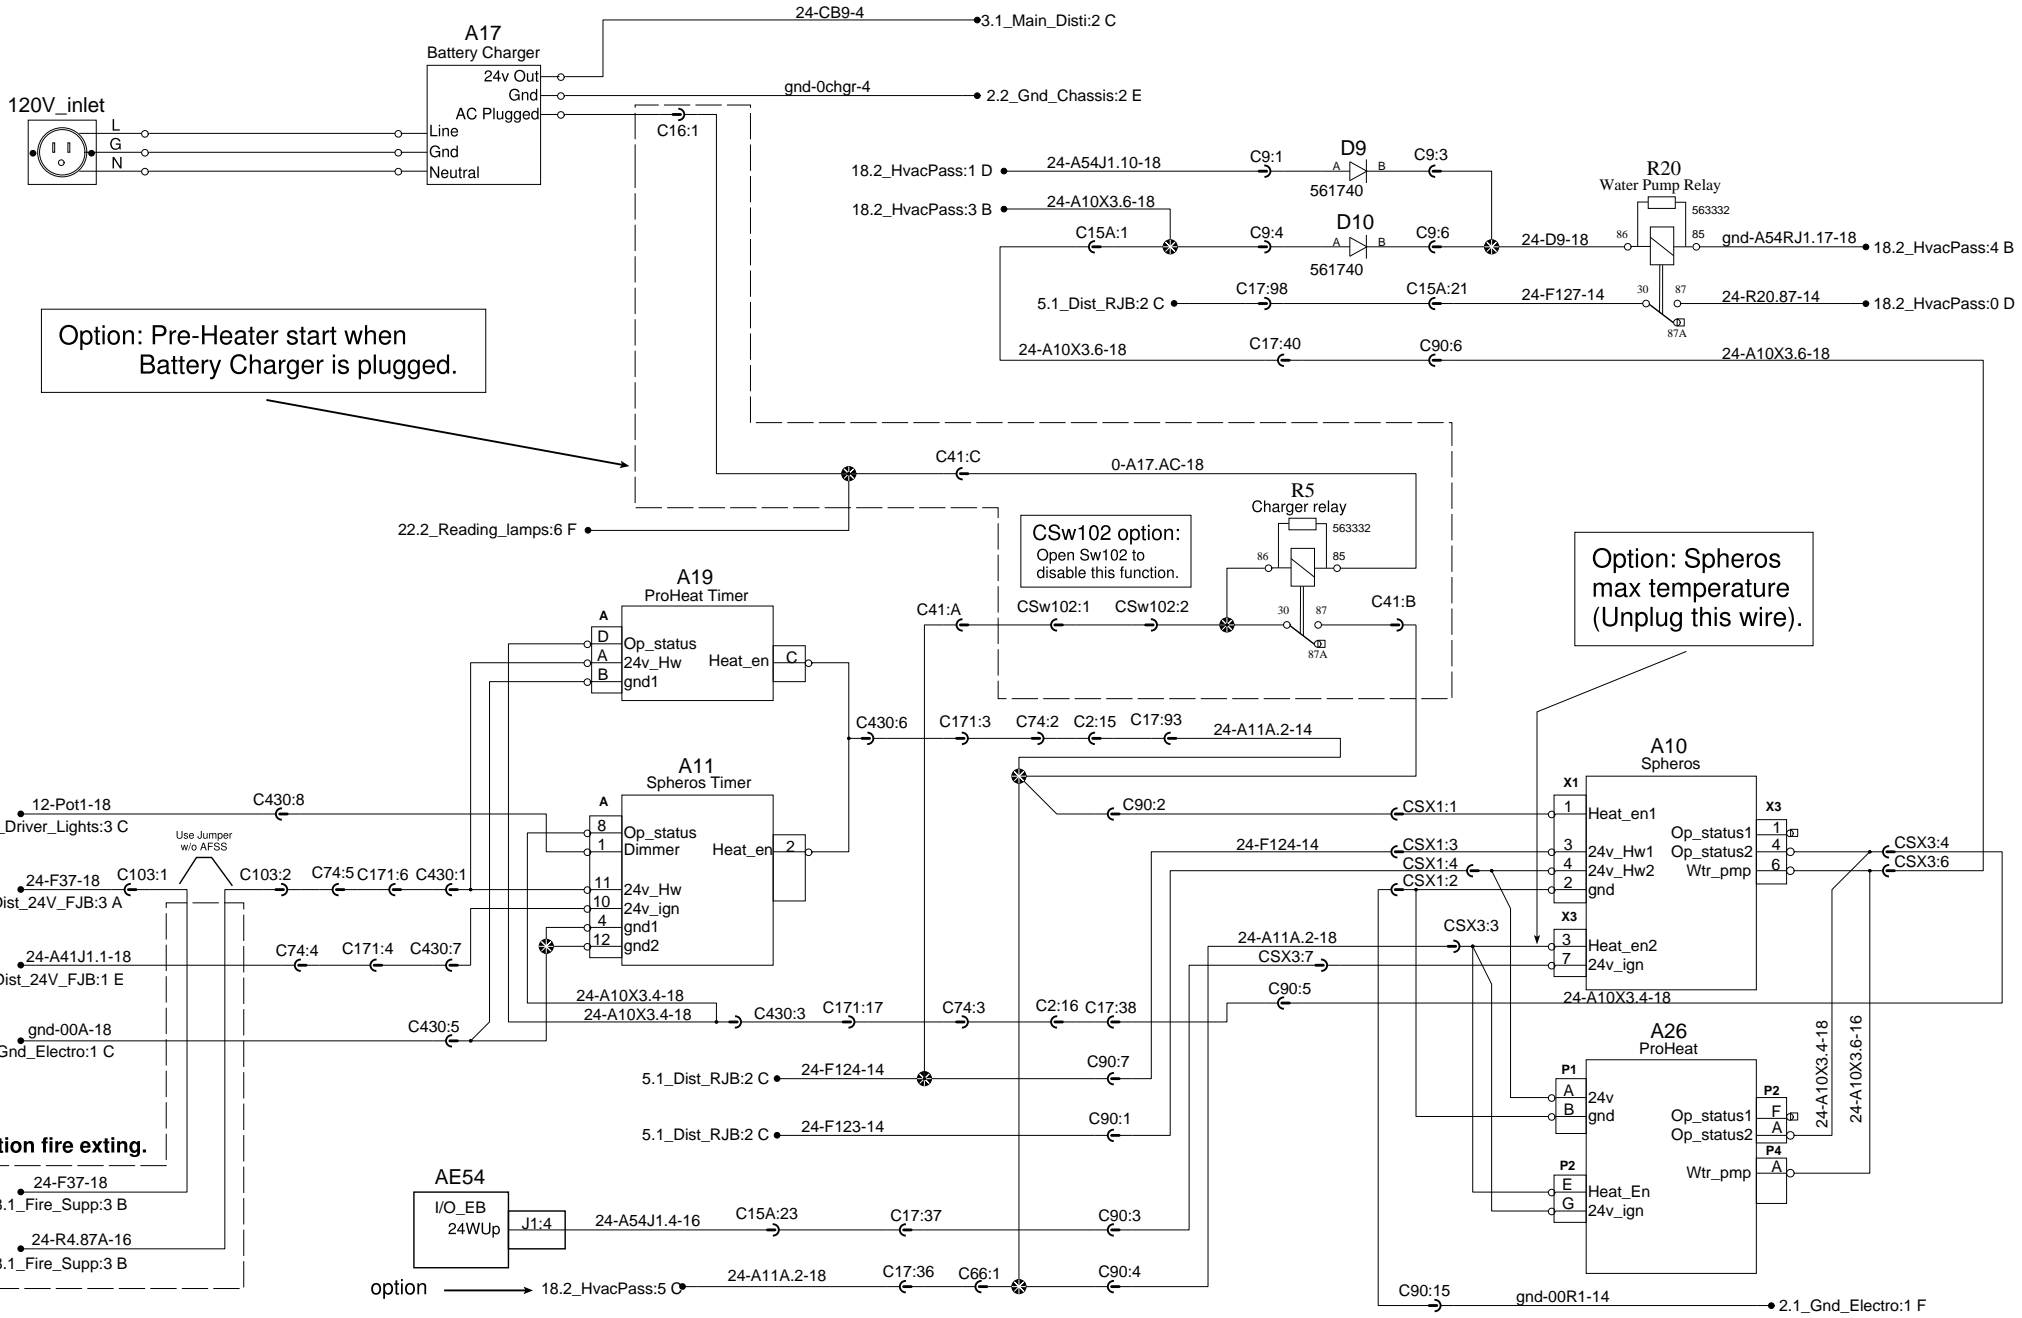 24-CB9-4
3.1_Main_Disti:2 C
A17
Battery Charger
24v Out
Gnd
AC Plugged
Line
Gnd
Neutral
gnd-0chgr-4
2.2_Gnd_Chassis:2 E
120V_inlet
L
G
N
C16:1
18.2_HvacPass:1 D
24-A54J1.10-18
C9:1
D9
A
B
561740
C9:3
18.2_HvacPass:3 B
24-A10X3.6-18
C15A:1
C9:4
D10
A
B
561740
C9:6
24-D9-18
R20
Water Pump Relay
563332
86
85
gnd-A54RJ1.17-18
18.2_HvacPass:4 B
5.1_Dist_RJB:2 C
C17:98
C15A:21
24-F127-14
30
87
87A
24-R20.87-14
18.2_HvacPass:0 D
24-A10X3.6-18
C17:40
C90:6
24-A10X3.6-18
Option: Pre-Heater start when
Battery Charger is plugged.
C41:C
0-A17.AC-18
22.2_Reading_lamps:6 F
R5
Charger relay
563332
86
85
CSw102 option:
Open Sw102 to
disable this function.
C41:A
CSw102:1
CSw102:2
30
87
87A
C41:B
Option: Spheros
max temperature
(Unplug this wire).
A19
ProHeat Timer
A
D
Op_status
A
24v_Hw
B
gnd1
Heat_en
C
C430:6
C171:3
C74:2
C2:15
C17:93
24-A11A.2-14
A11
Spheros Timer
A
8
Op_status
1
Dimmer
Heat_en
2
11
24v_Hw
10
24v_ign
4
gnd1
12
gnd2
12-Pot1-18
_Driver_Lights:3 C
C430:8
Use Jumper
w/o AFSS
24-F37-18
Dist_24V_FJB:3 A
C103:1
C103:2
C74:5
C171:6
C430:1
24-A41J1.1-18
Dist_24V_FJB:1 E
C74:4
C171:4
C430:7
gnd-00A-18
Gnd_Electro:1 C
C430:5
24-A10X3.4-18
24-A10X3.4-18
C430:3
C171:17
C74:3
C2:16
C17:38
C90:5
24-A10X3.4-18
A10
Spheros
X1
1
Heat_en1
3
24v_Hw1
4
24v_Hw2
2
gnd
X3
3
Heat_en2
7
24v_ign
X3
Op_status1
1
Op_status2
4
Wtr_pmp
6
CSX3:4
CSX3:6
C90:2
CSX1:1
24-F124-14
CSX1:3
CSX1:4
CSX1:2
24-A11A.2-18
CSX3:3
CSX3:7
5.1_Dist_RJB:2 C
24-F124-14
C90:7
5.1_Dist_RJB:2 C
24-F123-14
C90:1
A26
ProHeat
P1
A
24v
B
gnd
P2
E
Heat_En
G
24v_ign
P2
Op_status1
F
Op_status2
A
P4
Wtr_pmp
A
24-A10X3.4-18
24-A10X3.6-16
tion fire exting.
24-F37-18
3.1_Fire_Supp:3 B
24-R4.87A-16
3.1_Fire_Supp:3 B
AE54
I/O_EB
24WUp
J1:4
24-A54J1.4-16
C15A:23
C17:37
C90:3
option
18.2_HvacPass:5 C
24-A11A.2-18
C17:36
C66:1
C90:4
C90:15
gnd-00R1-14
2.1_Gnd_Electro:1 F